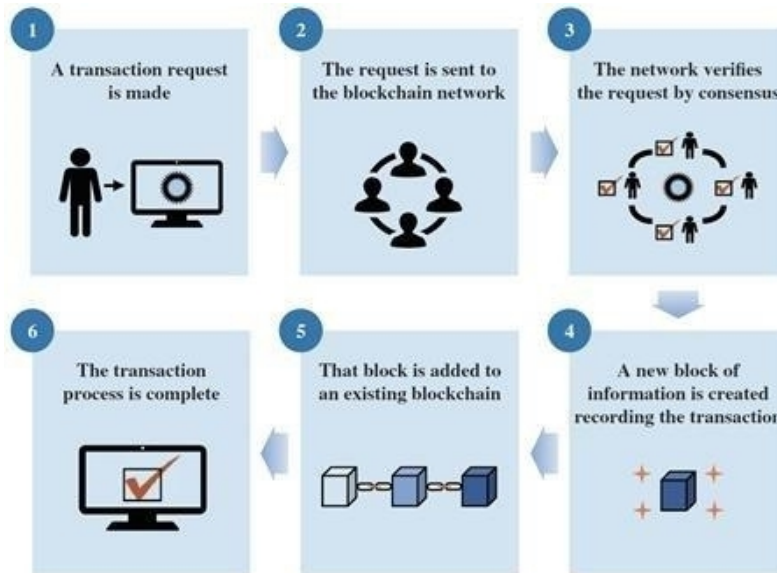 1
A transaction request
is made
2
The request is sent to
the blockchain network
3
The network verifies
the request by consensus
4
A new block of
information is created
recording the transaction
5
That block is added to
an existing blockchain
6
The transaction
process is complete